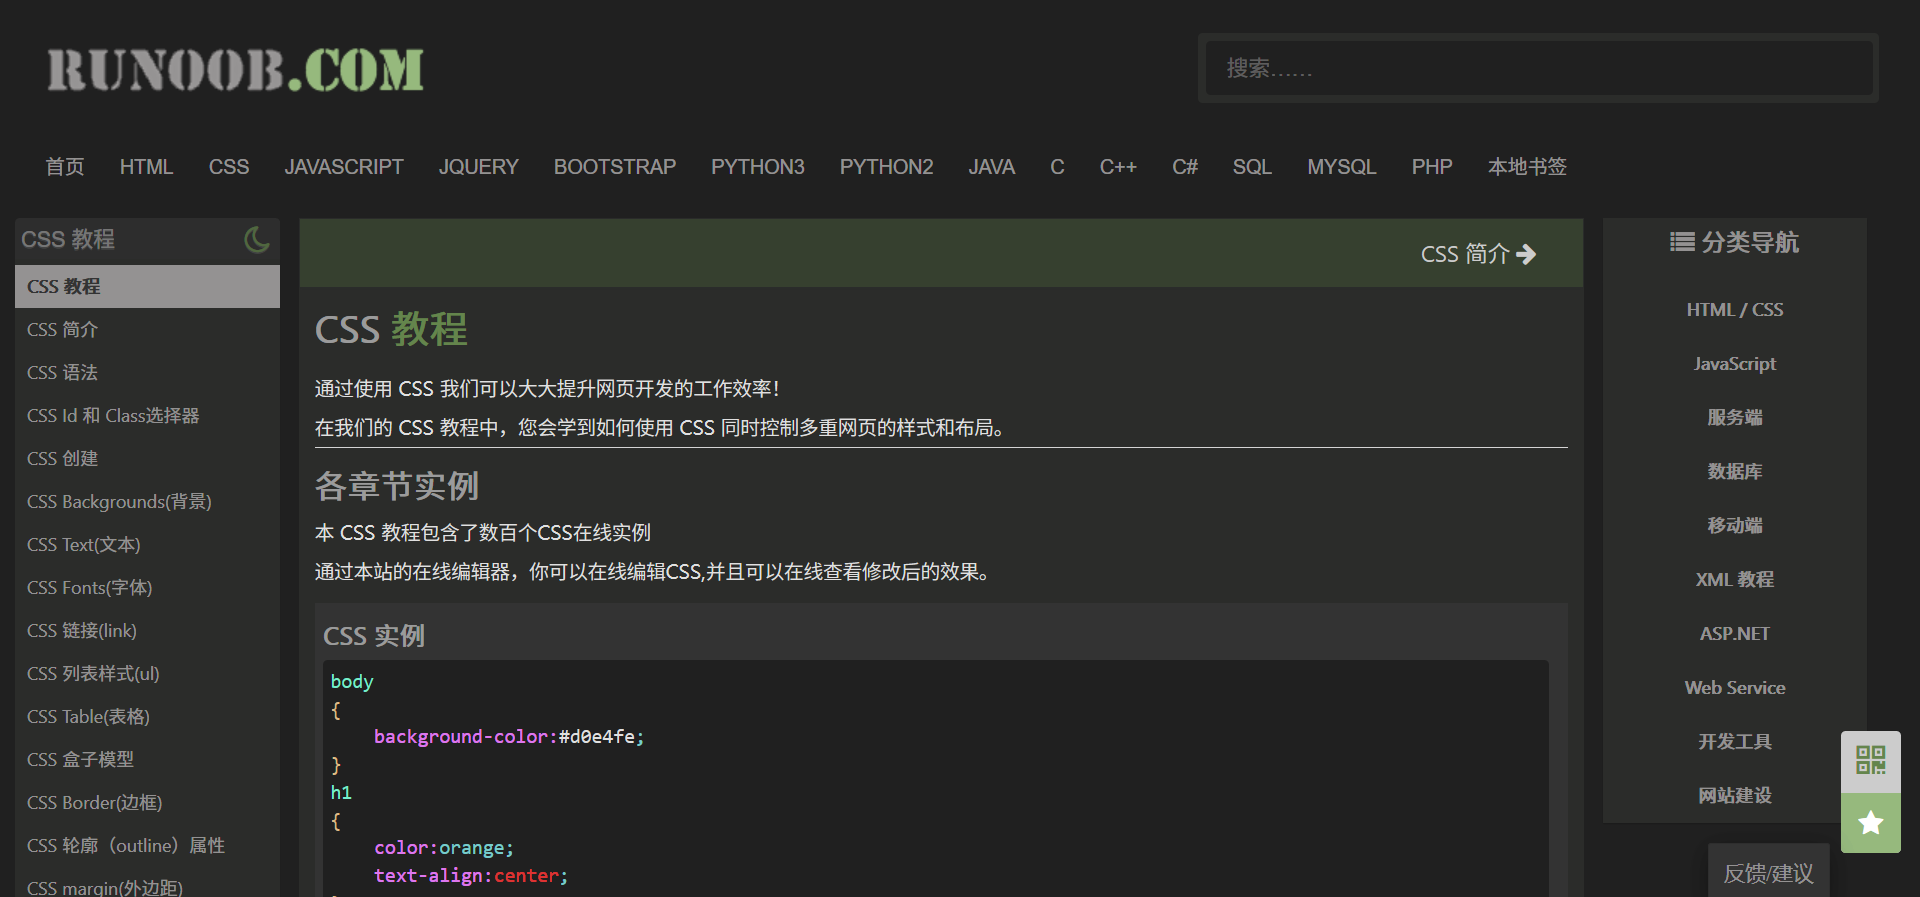 RUNOOB.COM
搜索……
首页 HTML CSS JAVASCRIPT JQUERY BOOTSTRAP PYTHON3 PYTHON2 JAVA C C++ C# SQL MYSQL PHP 本地书签
CSS 教程
CSS 教程
CSS 简介
CSS 语法
CSS Id 和 Class选择器
CSS 创建
CSS Backgrounds(背景)
CSS Text(文本)
CSS Fonts(字体)
CSS 链接(link)
CSS 列表样式(ul)
CSS Table(表格)
CSS 盒子模型
CSS Border(边框)
CSS 轮廓（outline）属性
CSS margin(外边距)
CSS 简介
CSS 教程
通过使用 CSS 我们可以大大提升网页开发的工作效率！
在我们的 CSS 教程中，您会学到如何使用 CSS 同时控制多重网页的样式和布局。
各章节实例
本 CSS 教程包含了数百个CSS在线实例
通过本站的在线编辑器，你可以在线编辑CSS,并且可以在线查看修改后的效果。
CSS 实例
body
{
background-color:#d0e4fe;
}
h1
{
color:orange;
text-align:center;
分类导航
HTML / CSS
JavaScript
服务端
数据库
移动端
XML 教程
ASP.NET
Web Service
开发工具
网站建设
反馈/建议